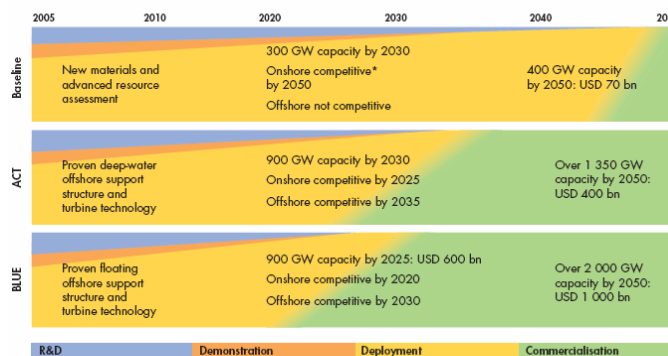 2005 2010 2020 2030 2040 20
Baseline
New materials and
advanced resource
assessment
300 GW capacity by 2030
Onshore competitive*
by 2050
Offshore not competitive
400 GW capacity
by 2050: USD 70 bn
ACT
Proven deep-water
offshore support
structure and
turbine technology
900 GW capacity by 2030
Onshore competitive by 2025
Offshore competitive by 2035
Over 1 350 GW
capacity by 2050:
USD 400 bn
BLUE
Proven floating
offshore support
structure and
turbine technology
900 GW capacity by 2025: USD 600 bn
Onshore competitive by 2020
Offshore competitive by 2030
Over 2 000 GW
capacity by 2050:
USD 1 000 bn
R&D Demonstration Deployment Commercialisation